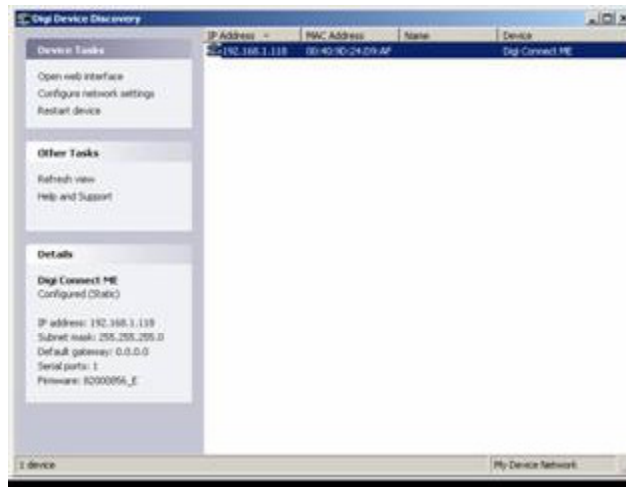 Digi Device Discovery
IP Address MAC Address Name Device
192.168.1.118 00:40:9D:24:D9:AF Digi Connect ME
Device Tasks
Open web interface
Configure network settings
Restart device
Other Tasks
Refresh view
Help and Support
Details
Digi Connect ME
Configured (Static)
IP address: 192.168.1.118
Subnet mask: 255.255.255.0
Default gateway: 0.0.0.0
Serial ports: 1
Firmware: 82000856_E
1 device My Device Network